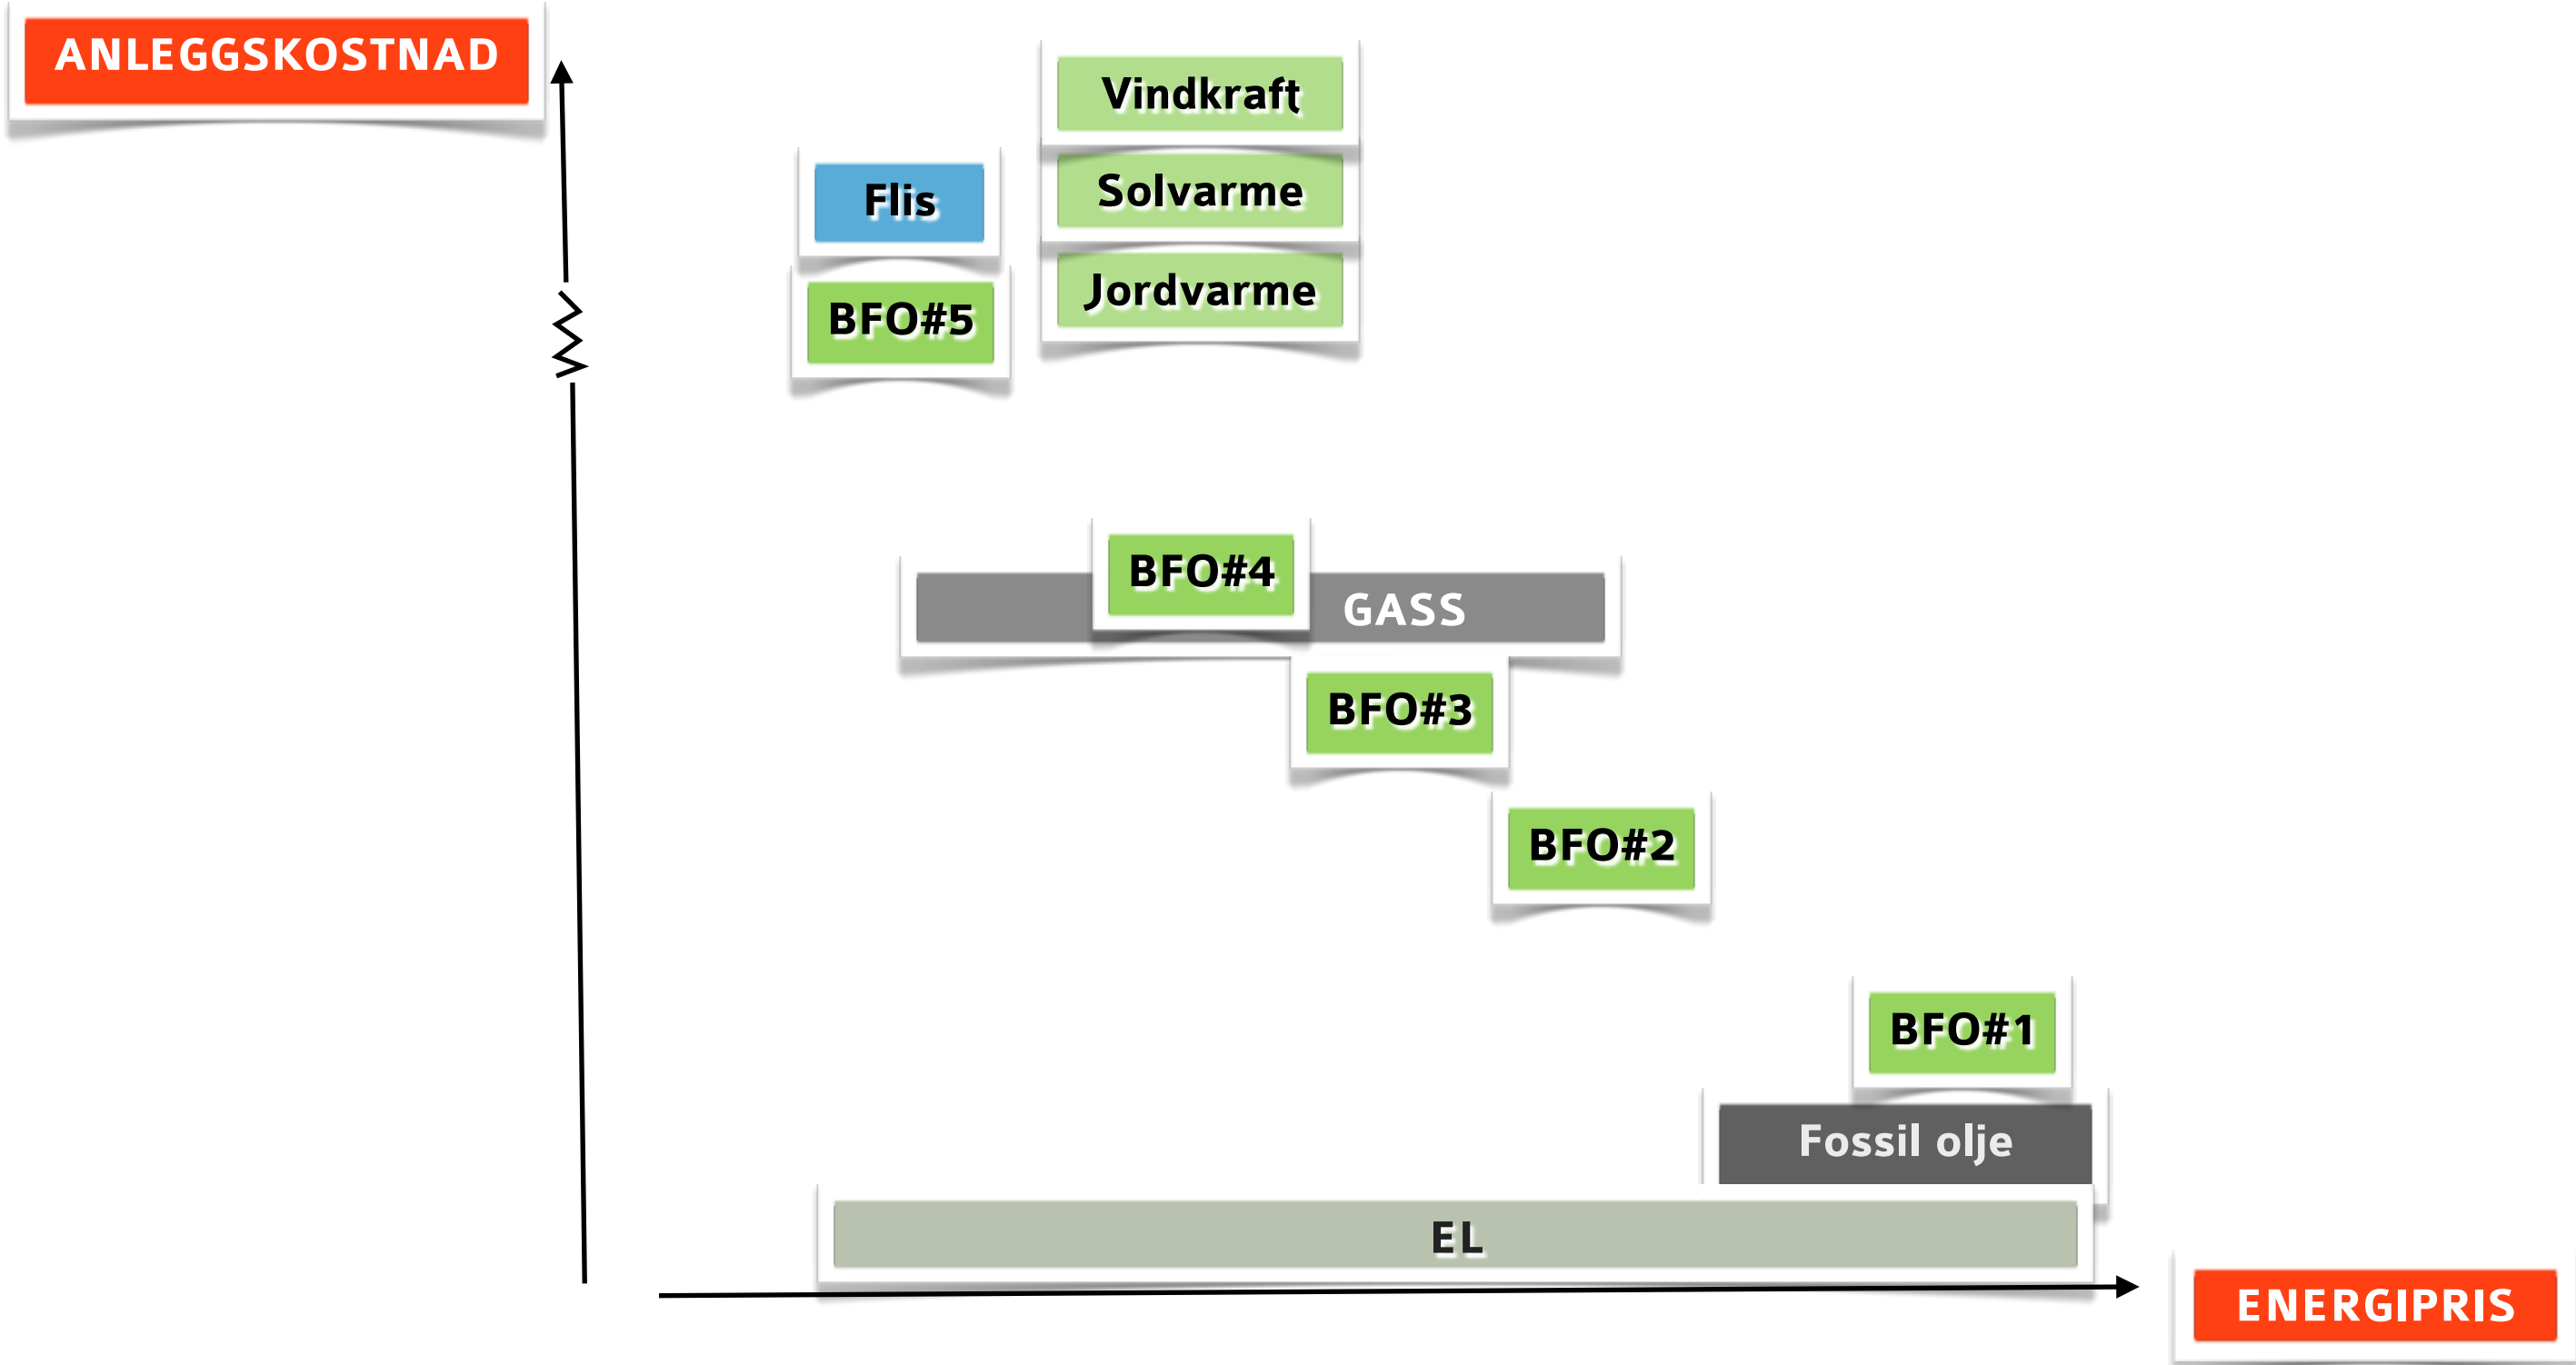 ANLEGGSKOSTNAD
Vindkraft
Flis
Solvarme
BFO#5
Jordvarme
BFO#4
GASS
BFO#3
BFO#2
BFO#1
Fossil olje
EL
ENERGIPRIS